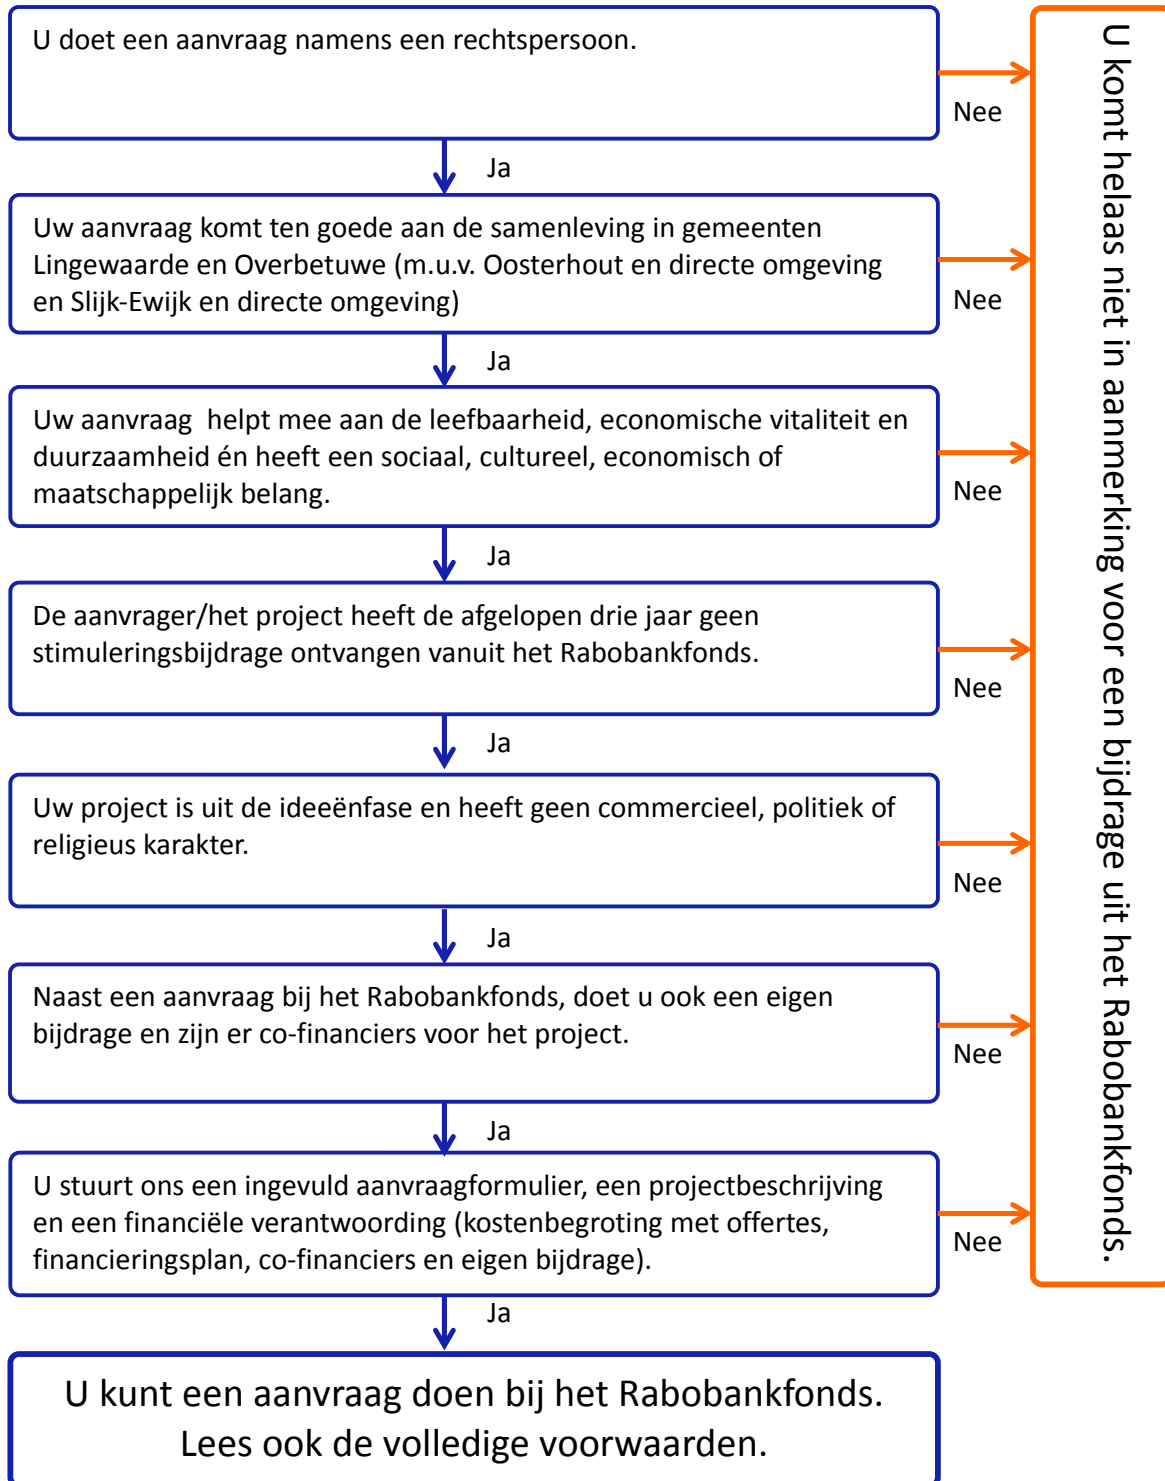 U doet een aanvraag namens een rechtspersoon.
Nee
Ja
Uw aanvraag komt ten goede aan de samenleving in gemeenten
Lingewaarde en Overbetuwe (m.u.v. Oosterhout en directe omgeving
en Slijk-Ewijk en directe omgeving)
Nee
Ja
Uw aanvraag  helpt mee aan de leefbaarheid, economische vitaliteit en
duurzaamheid én heeft een sociaal, cultureel, economisch of
maatschappelijk belang.
Nee
Ja
De aanvrager/het project heeft de afgelopen drie jaar geen
stimuleringsbijdrage ontvangen vanuit het Rabobankfonds.
Nee
Ja
Uw project is uit de ideeënfase en heeft geen commercieel, politiek of
religieus karakter.
Nee
Ja
Naast een aanvraag bij het Rabobankfonds, doet u ook een eigen
bijdrage en zijn er co-financiers voor het project.
Nee
Ja
U stuurt ons een ingevuld aanvraagformulier, een projectbeschrijving
en een financiële verantwoording (kostenbegroting met offertes,
financieringsplan, co-financiers en eigen bijdrage).
Nee
Ja
U kunt een aanvraag doen bij het Rabobankfonds.
Lees ook de volledige voorwaarden.
U komt helaas niet in aanmerking voor een bijdrage uit het Rabobankfonds.